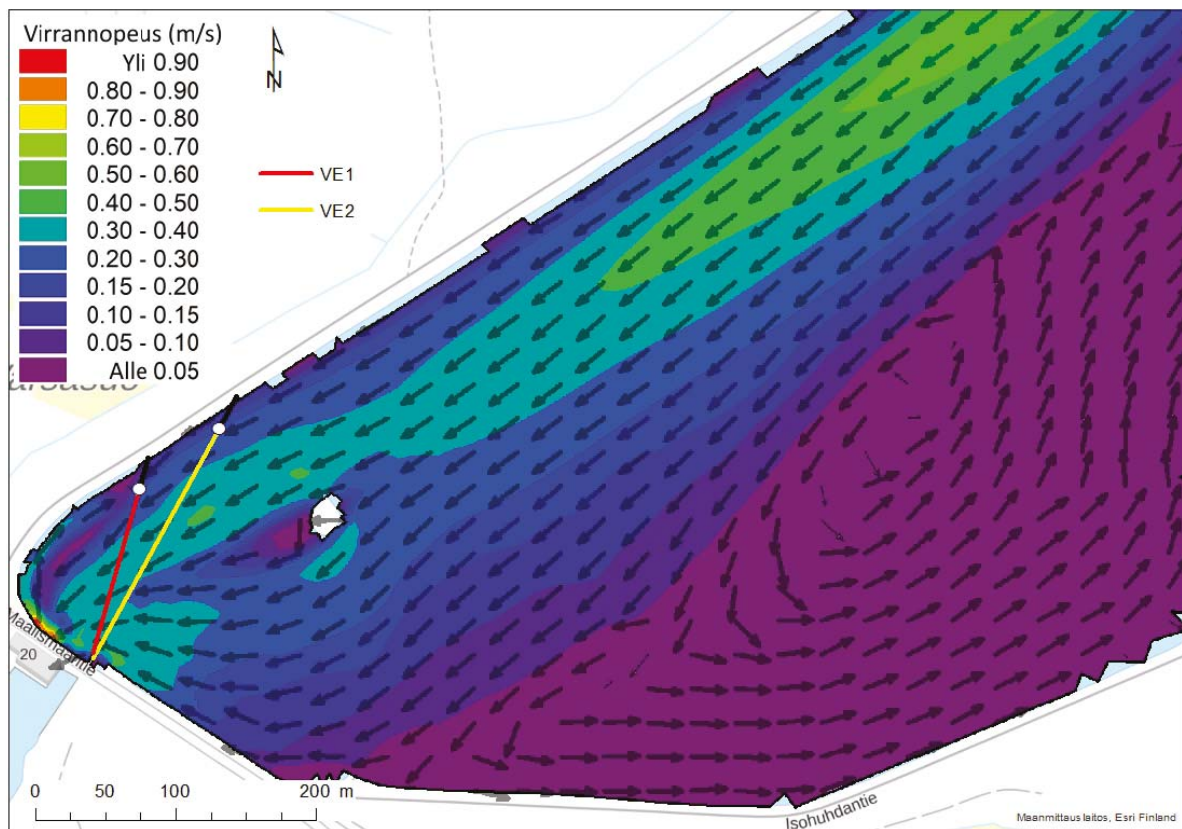 Virrannopeus (m/s)
Yli 0.90
0.80 - 0.90
0.70 - 0.80
0.60 - 0.70
0.50 - 0.60
0.40 - 0.50
0.30 - 0.40
0.20 - 0.30
0.15 - 0.20
0.10 - 0.15
0.05 - 0.10
Alle 0.05
N
VE1
VE2
Maalismaantie
20
0 50 100 200 m
Isohuhdantie
Maanmittauslaitos, Esri Finland